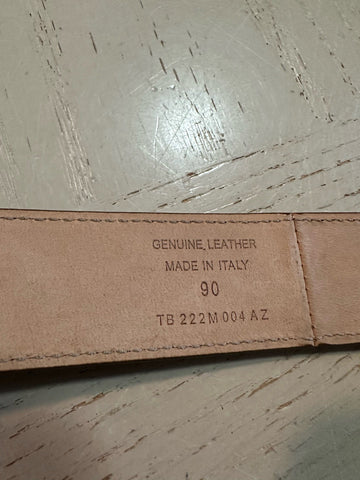 GENUINE LEATHER
MADE IN ITALY
90
TB 222M 004 AZ